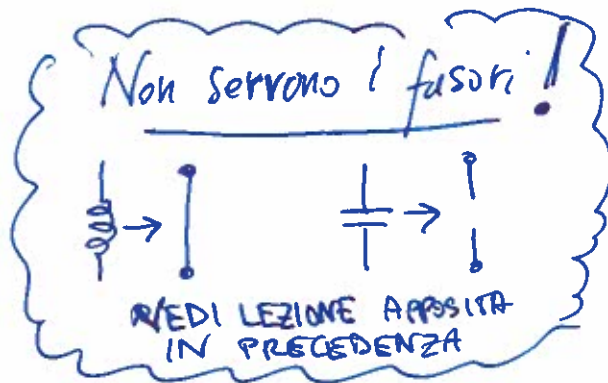 Non servono i fasori!
VEDI LEZIONE APPOSITA
IN PRECEDENZA